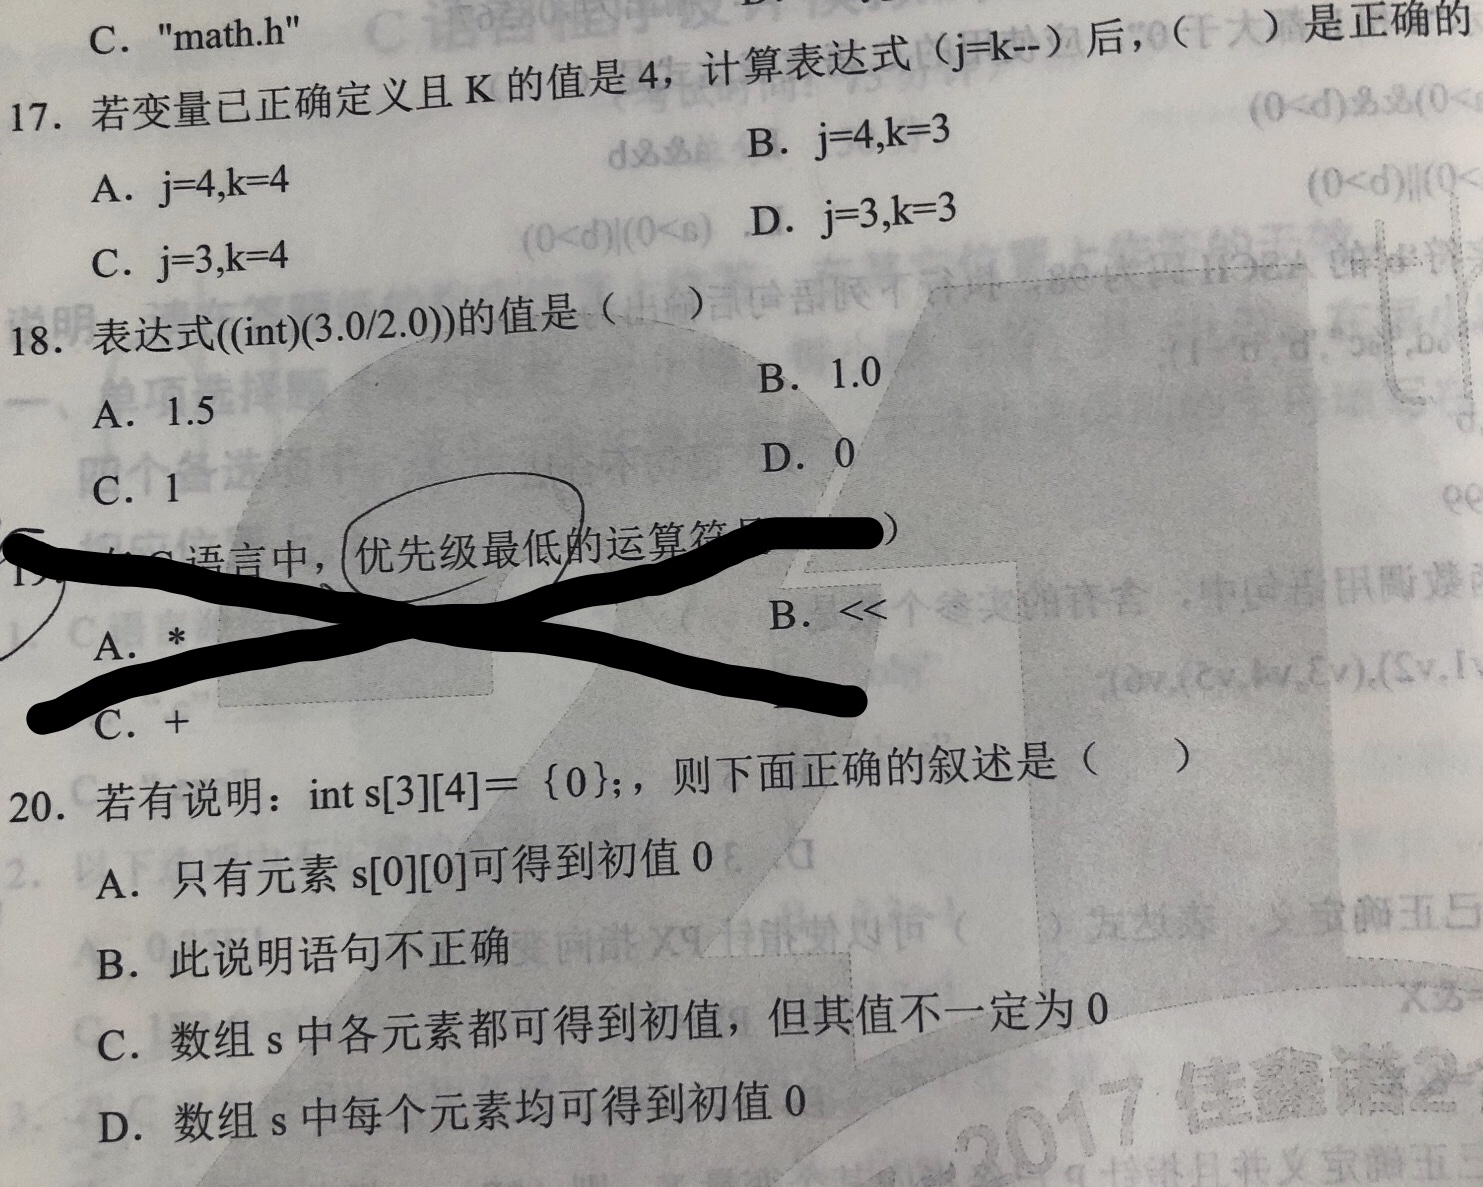 C. "math.h"
17. 若变量已正确定义且 K 的值是 4，计算表达式（j=k--）后，（ ）是正确的
A. j=4,k=4
B. j=4,k=3
C. j=3,k=4
D. j=3,k=3
18. 表达式((int)(3.0/2.0))的值是（ ）
A. 1.5
B. 1.0
C. 1
D. 0
语言中，优先级最低的运算符 ）
A. *
B. <<
C. +
20. 若有说明：int s[3][4]={0};，则下面正确的叙述是（ ）
A. 只有元素 s[0][0]可得到初值 0
B. 此说明语句不正确
C. 数组 s 中各元素都可得到初值，但其值不一定为 0
D. 数组 s 中每个元素均可得到初值 0
2017 佳鑫诺